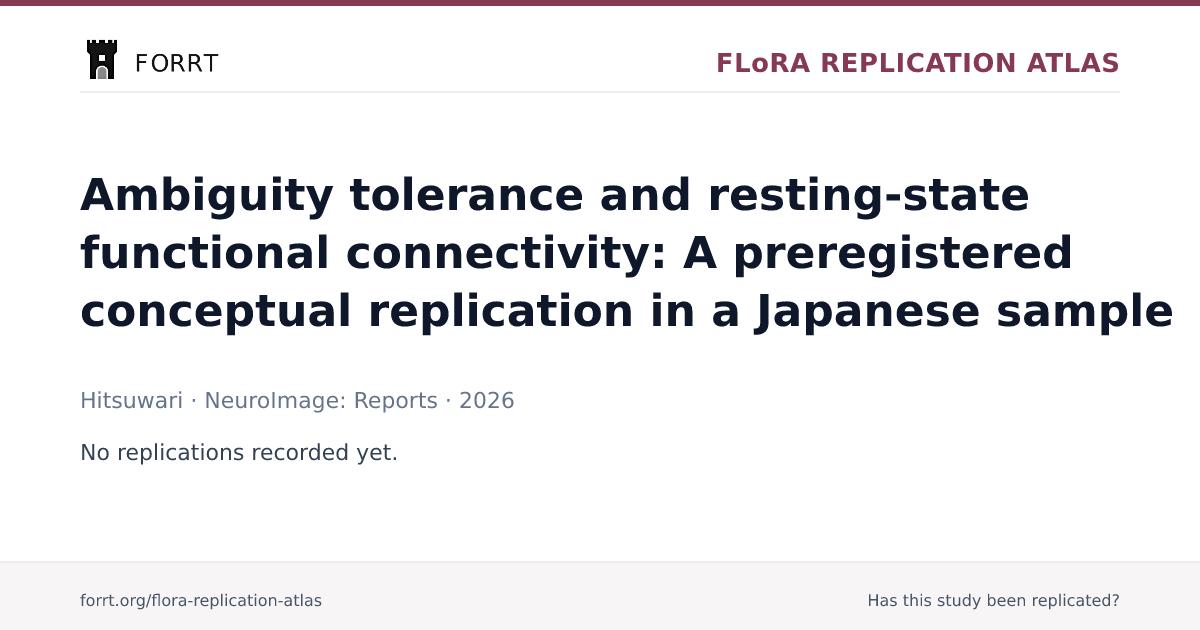 FORRT
FLoRA REPLICATION ATLAS
Ambiguity tolerance and resting-state
functional connectivity: A preregistered
conceptual replication in a Japanese sample
Hitsuwari · NeuroImage: Reports · 2026
No replications recorded yet.
forrt.org/flora-replication-atlas
Has this study been replicated?